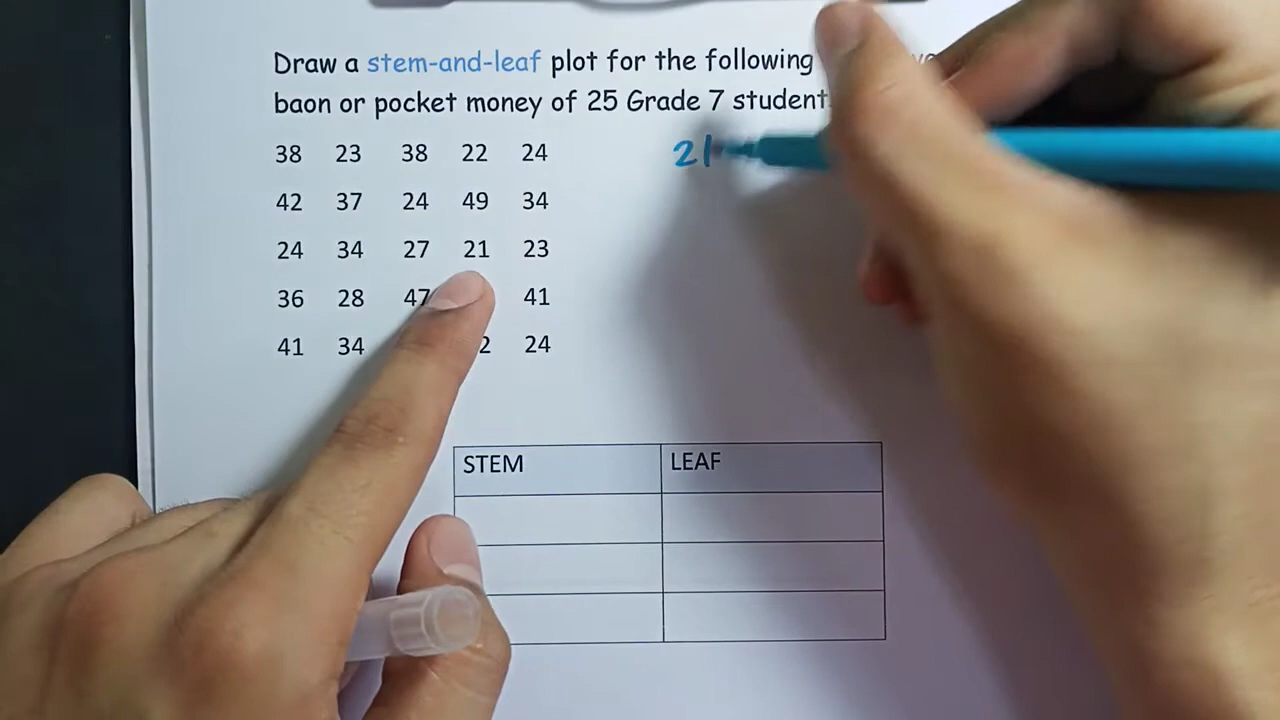 Draw a stem-and-leaf plot for the following
baon or pocket money of 25 Grade 7 student
38 23 38 22 24
21
42 37 24 49 34
24 34 27 21 23
36 28 47 41
41 34 2 24
STEM LEAF